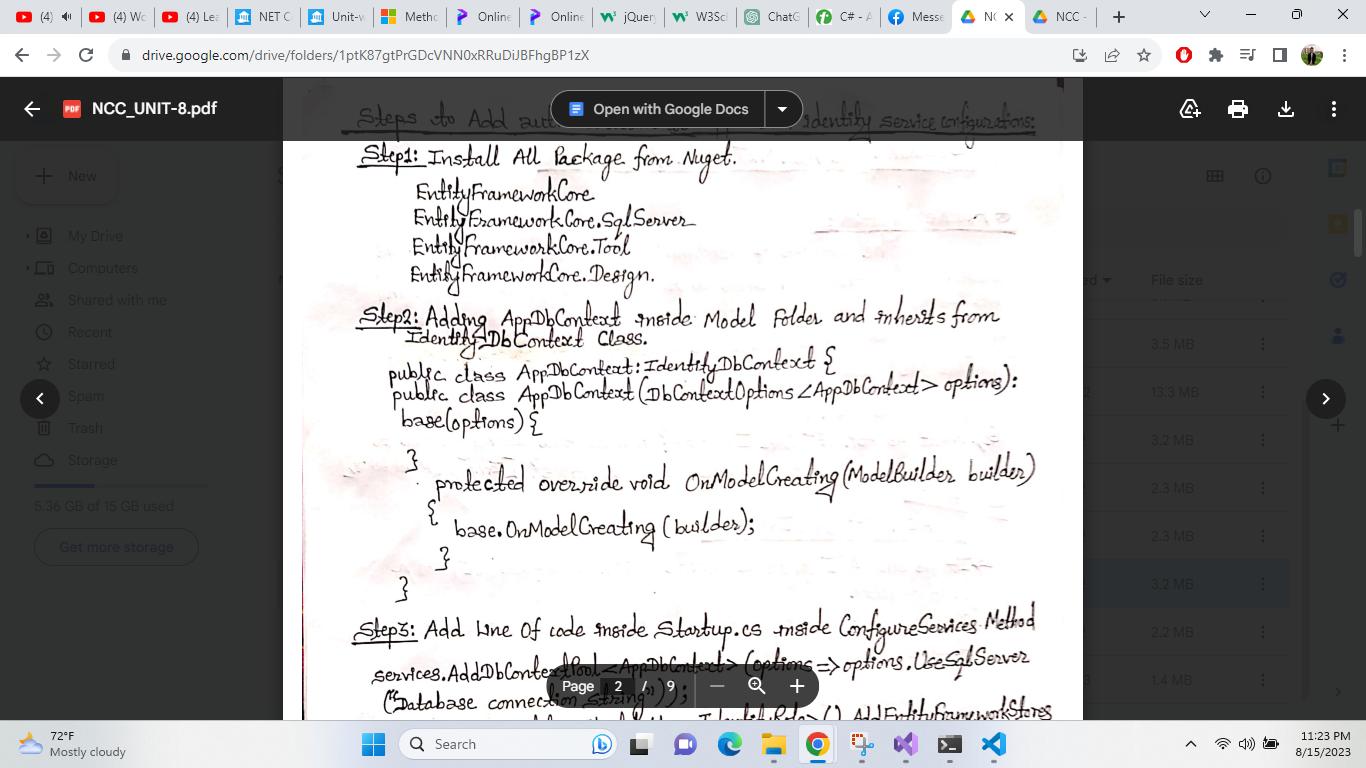 (4)
(4) Wo
(4) Lea
NET C
Unit-w
Metho
Online
Online
jQuery
W3Sci
ChatG
C# - A
Messe
NC
NCC -
drive.google.com/drive/folders/1ptK87gtPrGDcVNN0xRRuDiJBFhgBP1zX
PDF NCC_UNIT-8.pdf
Open with Google Docs
Steps to Add Identity service configurations:
Step1: Install All Package from Nuget.
EntityFrameworkCore
EntityFrameworkCore.SqlServer
EntityFrameworkCore.Tool
EntityFrameworkCore.Design.
Step2: Adding AppDbContext inside Model Folder and inherits from
IdentityDbContext Class.
public class AppDbContext:IdentityDbContext {
public class AppDbContext(DbContextOptions <AppDbContext> options):
base(options) {
}
protected override void OnModelCreating(ModelBuilder builder)
{
base.OnModelCreating(builder);
}
}
Step3: Add Line Of code inside Startup.cs inside ConfigureServices Method
services.AddDbContextPool<AppDbContext>(options => options.UseSqlServer
("Database connection string"));
IdentityRole>().AddEntityFrameworkStores
Page 2 / 9
New
My Drive
Computers
Shared with me
Recent
Starred
Spam
Trash
Storage
5.36 GB of 15 GB used
Get more storage
File size
3.5 MB
13.3 MB
3.2 MB
2.3 MB
2.3 MB
3.2 MB
2.2 MB
1.4 MB
72°F
Mostly cloudy
Search
11:23 PM
8/15/2023